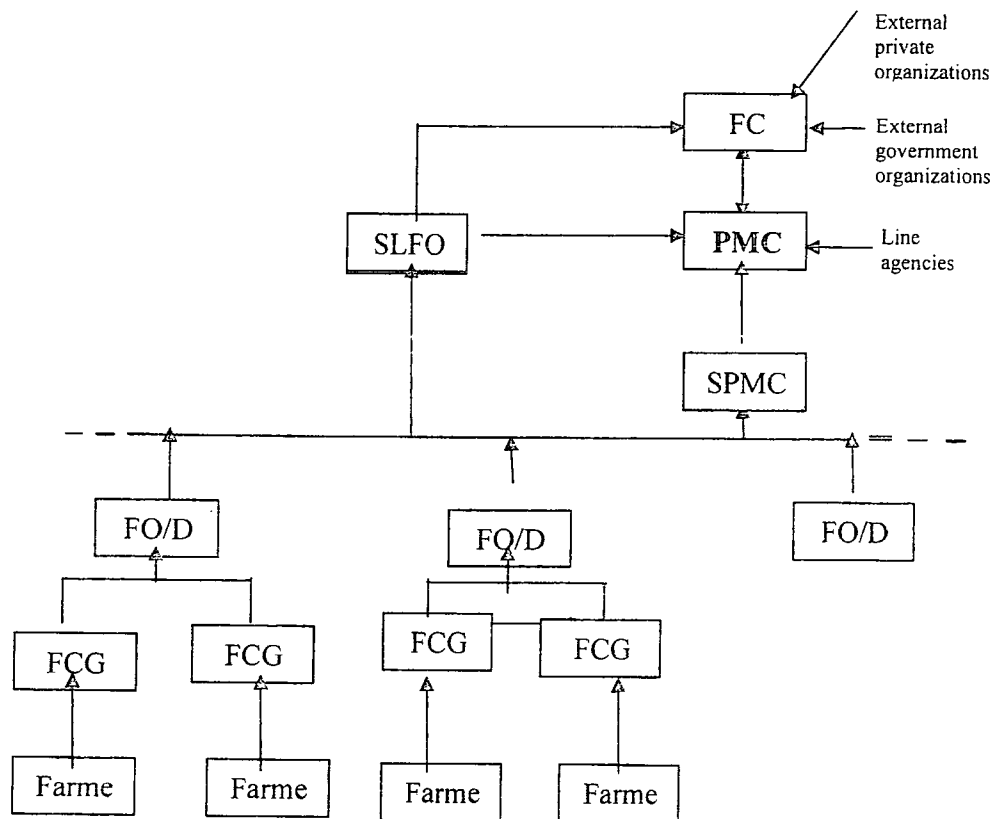 External
private
organizations
FC
External
government
organizations
SLFO
PMC
Line
agencies
SPMC
FO/D
FO/D
FO/D
FCG
FCG
FCG
FCG
Farme
Farme
Farme
Farme